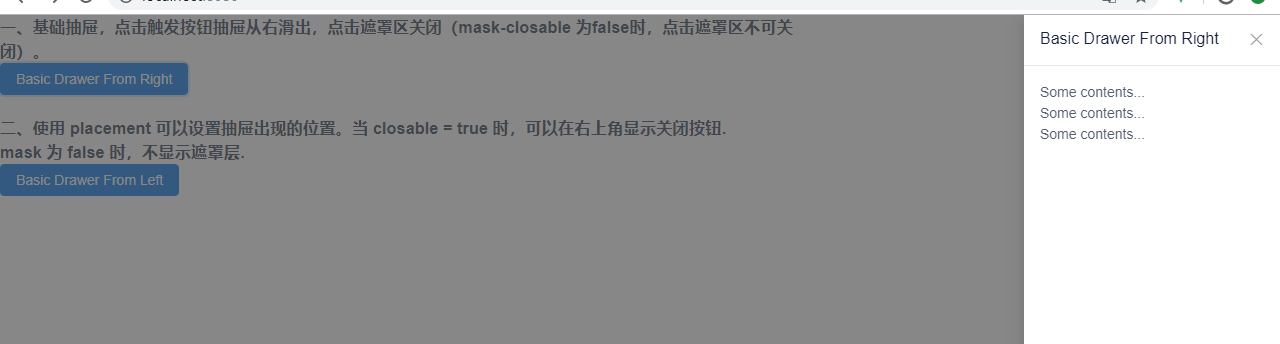 一、基础抽屉，点击触发按钮抽屉从右滑出，点击遮罩区关闭（mask-closable 为false时，点击遮罩区不可关
闭）。
Basic Drawer From Right
二、使用 placement 可以设置抽屉出现的位置。当 closable = true 时，可以在右上角显示关闭按钮.
mask 为 false 时，不显示遮罩层.
Basic Drawer From Left
Basic Drawer From Right
Some contents...
Some contents...
Some contents...